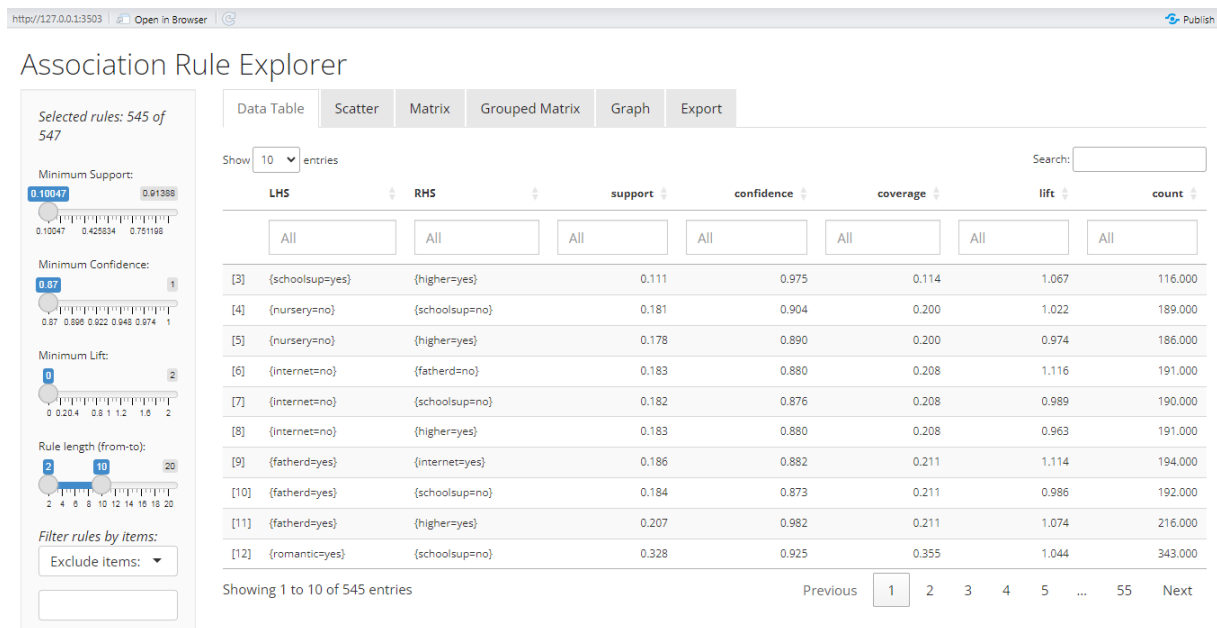 http://127.0.0.1:3503 Open in Browser Publish
Association Rule Explorer
Selected rules: 545 of
547
Minimum Support:
0.10047 0.91388
0.10047 0.425834 0.751198
Minimum Confidence:
0.87 1
0.87 0.896 0.922 0.948 0.974 1
Minimum Lift:
0 2
0 0.2 0.4 0.8 1 1.2 1.6 2
Rule length (from-to):
2 10 20
2 4 6 8 10 12 14 16 18 20
Filter rules by items:
Exclude items:
Data Table Scatter Matrix Grouped Matrix Graph Export
Show 10 entries Search:
LHS RHS support confidence coverage lift count
All All All All All All All
[3] {schoolsup=yes} {higher=yes} 0.111 0.975 0.114 1.067 116.000
[4] {nursery=no} {schoolsup=no} 0.181 0.904 0.200 1.022 189.000
[5] {nursery=no} {higher=yes} 0.178 0.890 0.200 0.974 186.000
[6] {internet=no} {fatherd=no} 0.183 0.880 0.208 1.116 191.000
[7] {internet=no} {schoolsup=no} 0.182 0.876 0.208 0.989 190.000
[8] {internet=no} {higher=yes} 0.183 0.880 0.208 0.963 191.000
[9] {fatherd=yes} {internet=yes} 0.186 0.882 0.211 1.114 194.000
[10] {fatherd=yes} {schoolsup=no} 0.184 0.873 0.211 0.986 192.000
[11] {fatherd=yes} {higher=yes} 0.207 0.982 0.211 1.074 216.000
[12] {romantic=yes} {schoolsup=no} 0.328 0.925 0.355 1.044 343.000
Showing 1 to 10 of 545 entries Previous 1 2 3 4 5 ... 55 Next